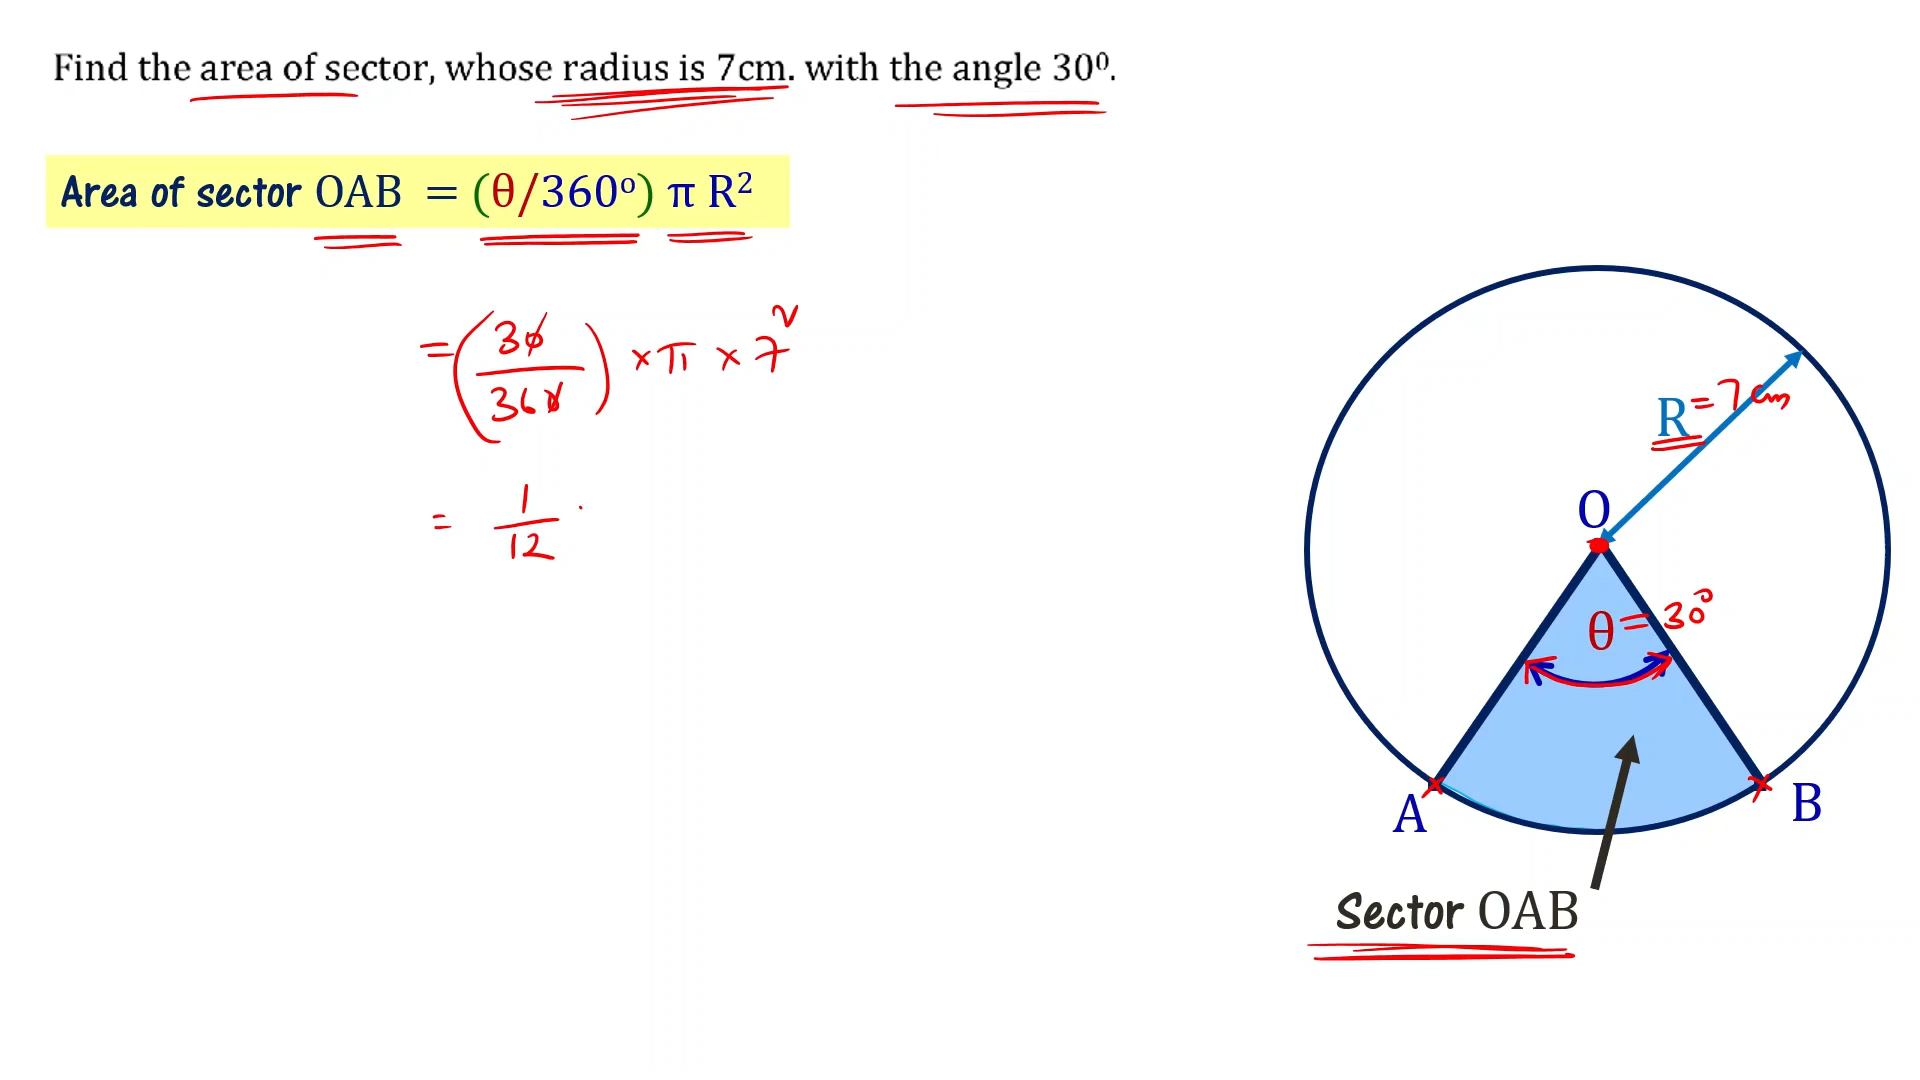 Find the area of sector, whose radius is 7cm. with the angle 30⁰.
Area of sector OAB = (θ/360ᵒ) π R²
= (30/360) × π × 7²
= 1/12
R = 7cm
O
θ = 30°
A
B
Sector OAB